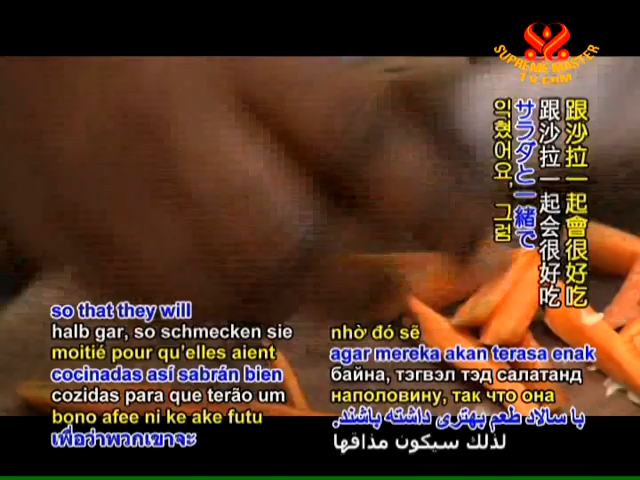 SUPREME MASTER
TV.COM
跟沙拉一起會很好吃
跟沙拉一起会很好吃
サラダと一緒で
익혔어요, 그럼
so that they will
halb gar, so schmecken sie
moitié pour qu'elles aient
cocinadas así sabrán bien
cozidas para que terão um
bono afee ni ke ake futu
เพื่อว่าพวกเขาจะ
nhờ đó sẽ
agar mereka akan terasa enak
байна, тэгвэл тэд салатанд
наполовину, так что она
با سالاد طعم بهتری داشته باشند.
لذلك سيكون مذاقها